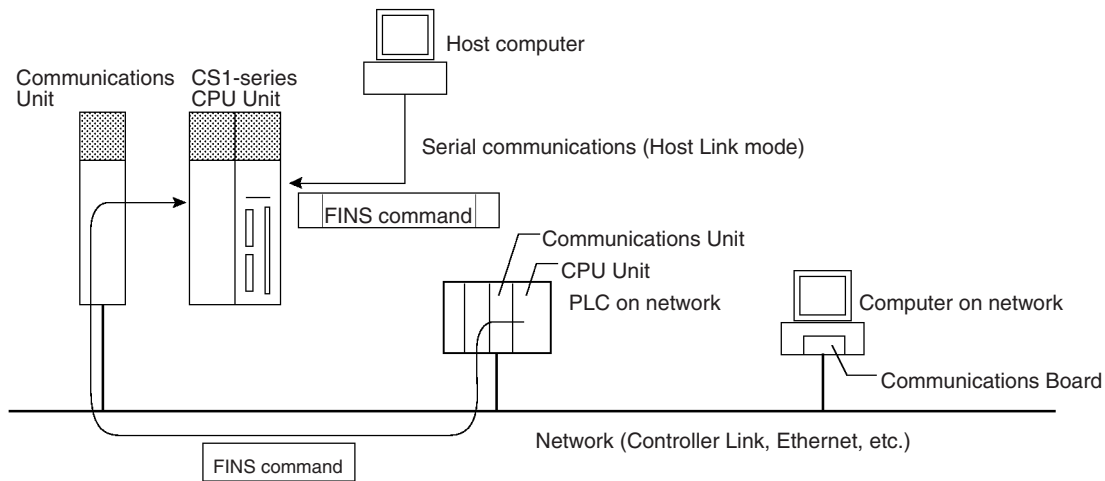 Host computer
Communications
Unit
CS1-series
CPU Unit
Serial communications (Host Link mode)
FINS command
Communications Unit
CPU Unit
PLC on network
Computer on network
Communications Board
Network (Controller Link, Ethernet, etc.)
FINS command